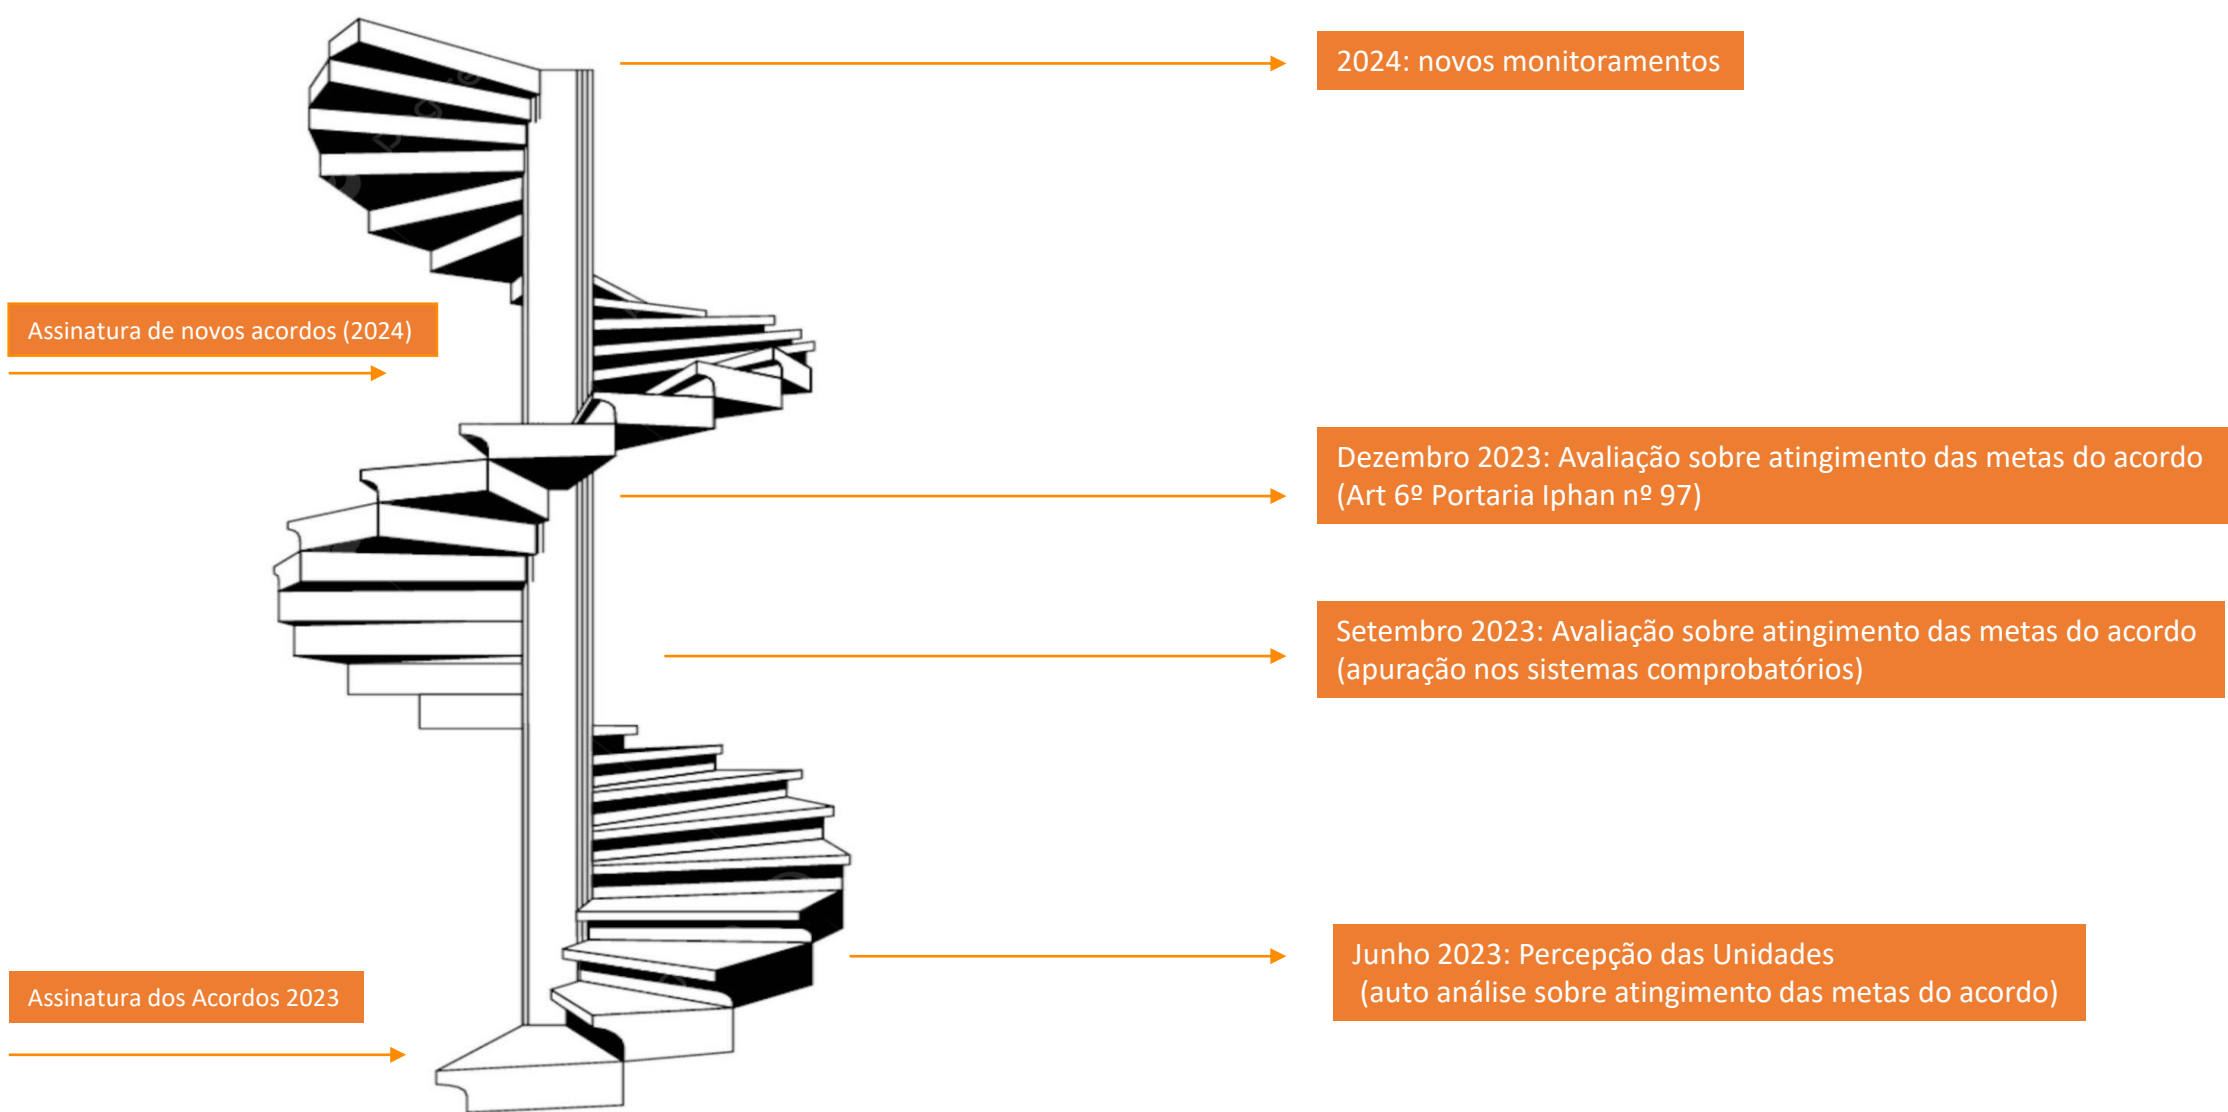 2024: novos monitoramentos
Assinatura de novos acordos (2024)
Dezembro 2023: Avaliação sobre atingimento das metas do acordo
(Art 6º Portaria Iphan nº 97)
Setembro 2023: Avaliação sobre atingimento das metas do acordo
(apuração nos sistemas comprobatórios)
Junho 2023: Percepção das Unidades
(auto análise sobre atingimento das metas do acordo)
Assinatura dos Acordos 2023